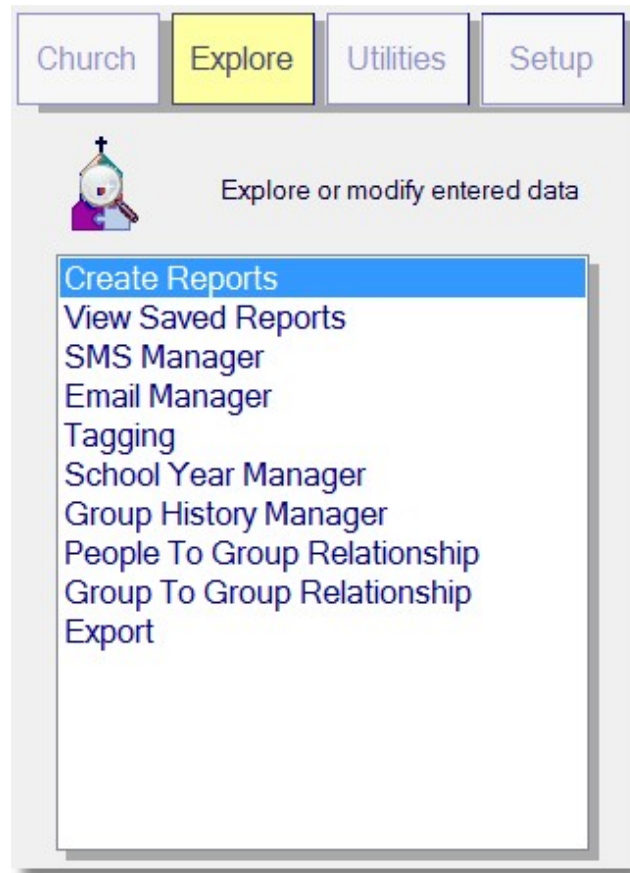 Church Explore Utilities Setup
Explore or modify entered data
Create Reports
View Saved Reports
SMS Manager
Email Manager
Tagging
School Year Manager
Group History Manager
People To Group Relationship
Group To Group Relationship
Export